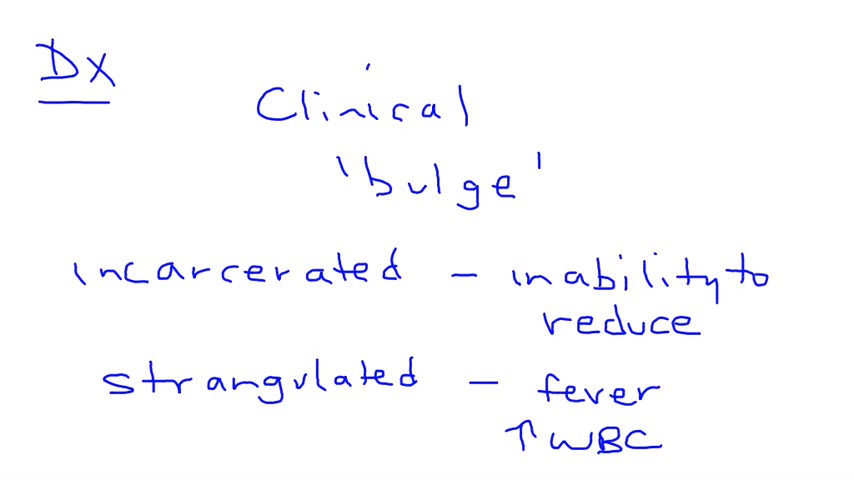 DX
Clinical
'bulge'
incarcerated - inability to
reduce
strangulated - fever
↑ WBC